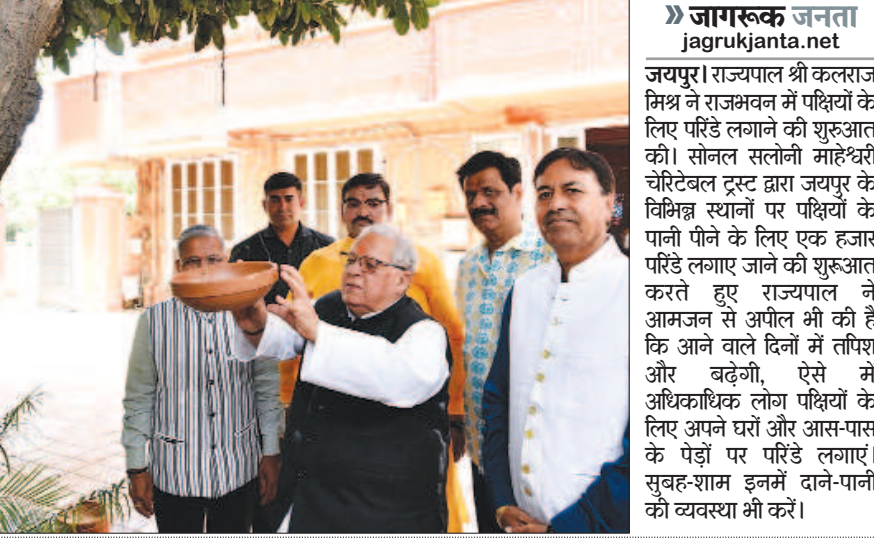 » जागरूक जनता
jagrukjanta.net
जयपुर। राज्यपाल श्री कलराज
मिश्र ने राजभवन में पक्षियों के
लिए परिंडे लगाने की शुरुआत
की। सोनल सलोनी माहेश्वरी
चेरिटेबल ट्रस्ट द्वारा जयपुर के
विभिन्न स्थानों पर पक्षियों के
पानी पीने के लिए एक हजार
परिंडे लगाए जाने की शुरूआत
करते हुए राज्यपाल ने
आमजन से अपील भी की है
कि आने वाले दिनों में तपिश
और बढ़ेगी, ऐसे मे
अधिकाधिक लोग पक्षियों के
लिए अपने घरों और आस-पास
के पेड़ों पर परिंडे लगाएं।
सुबह-शाम इनमें दाने-पानी
की व्यवस्था भी करें।